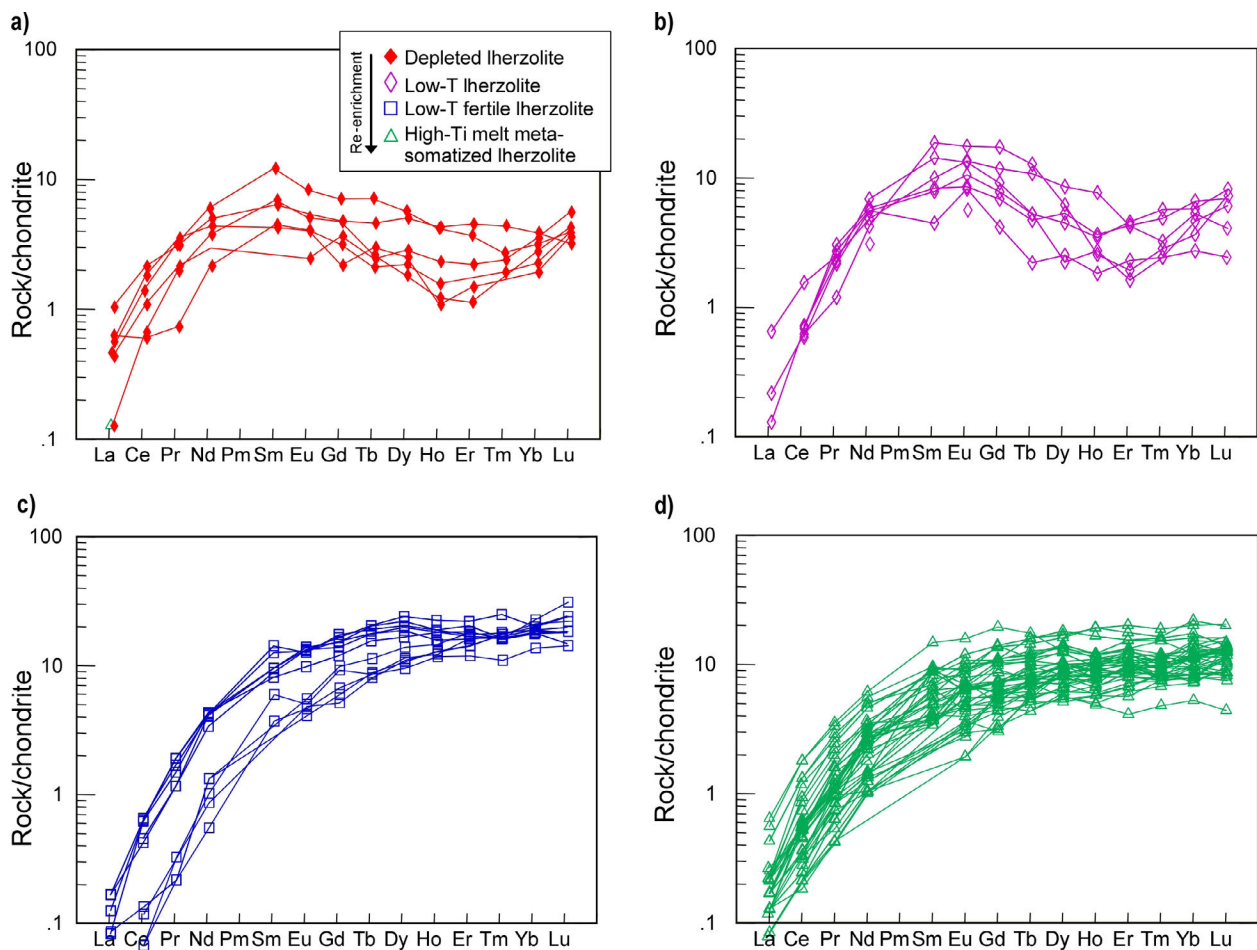 a)
100
10
1
.1
Rock/chondrite
Re-enrichment
Depleted lherzolite
Low-T lherzolite
Low-T fertile lherzolite
High-Ti melt meta-
somatized lherzolite
La Ce Pr Nd Pm Sm Eu Gd Tb Dy Ho Er Tm Yb Lu
b)
100
10
1
.1
Rock/chondrite
La Ce Pr Nd Pm Sm Eu Gd Tb Dy Ho Er Tm Yb Lu
c)
100
10
1
.1
Rock/chondrite
La Ce Pr Nd Pm Sm Eu Gd Tb Dy Ho Er Tm Yb Lu
d)
100
10
1
.1
Rock/chondrite
La Ce Pr Nd Pm Sm Eu Gd Tb Dy Ho Er Tm Yb Lu